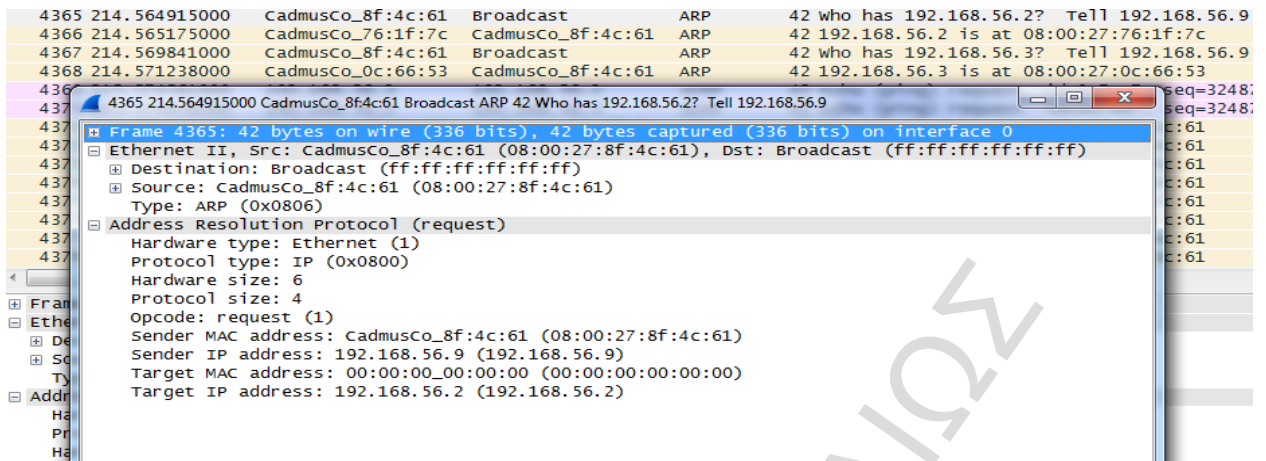 4365 214.564915000 CadmusCo_8f:4c:61 Broadcast ARP 42 Who has 192.168.56.2? Tell 192.168.56.9
4366 214.565175000 CadmusCo_76:1f:7c CadmusCo_8f:4c:61 ARP 42 192.168.56.2 is at 08:00:27:76:1f:7c
4367 214.569841000 CadmusCo_8f:4c:61 Broadcast ARP 42 Who has 192.168.56.3? Tell 192.168.56.9
4368 214.571238000 CadmusCo_0c:66:53 CadmusCo_8f:4c:61 ARP 42 192.168.56.3 is at 08:00:27:0c:66:53
4365 214.564915000 CadmusCo_8f:4c:61 Broadcast ARP 42 Who has 192.168.56.2? Tell 192.168.56.9
seq=32487
Frame 4365: 42 bytes on wire (336 bits), 42 bytes captured (336 bits) on interface 0
Ethernet II, Src: CadmusCo_8f:4c:61 (08:00:27:8f:4c:61), Dst: Broadcast (ff:ff:ff:ff:ff:ff)
Destination: Broadcast (ff:ff:ff:ff:ff:ff)
Source: CadmusCo_8f:4c:61 (08:00:27:8f:4c:61)
Type: ARP (0x0806)
Address Resolution Protocol (request)
Hardware type: Ethernet (1)
Protocol type: IP (0x0800)
Hardware size: 6
Protocol size: 4
Opcode: request (1)
Sender MAC address: CadmusCo_8f:4c:61 (08:00:27:8f:4c:61)
Sender IP address: 192.168.56.9 (192.168.56.9)
Target MAC address: 00:00:00_00:00:00 (00:00:00:00:00:00)
Target IP address: 192.168.56.2 (192.168.56.2)